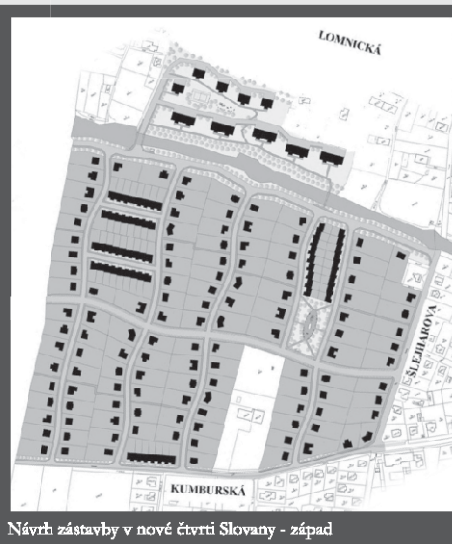 LOMNICKÁ
ŠLEJHAROVA
KUMBURSKÁ
Návrh zástavby v nové čtvrti Slovany - západ